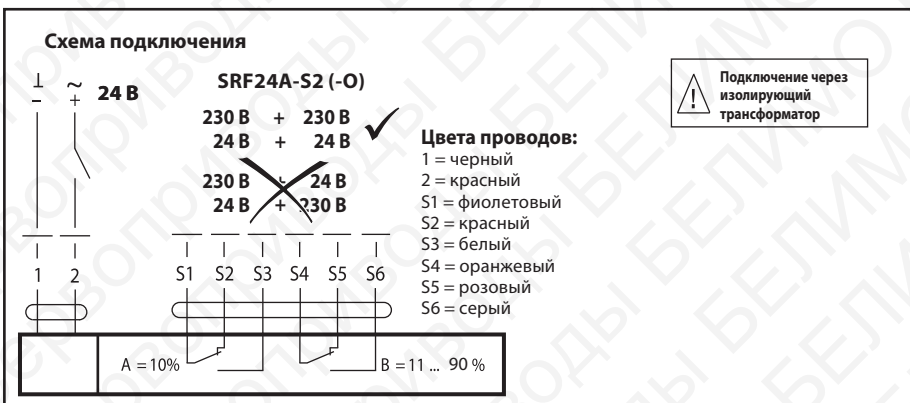 Схема подключения
⊥ ~ 24 В
- +
SRF24A-S2 (-O)
230 В + 230 В
24 В + 24 В
230 В + 24 В
24 В + 230 В
Подключение через
изолирующий
трансформатор
!
Цвета проводов:
1 = черный
2 = красный
S1 = фиолетовый
S2 = красный
S3 = белый
S4 = оранжевый
S5 = розовый
S6 = серый
1 2 S1 S2 S3 S4 S5 S6
A = 10% B = 11 ... 90 %